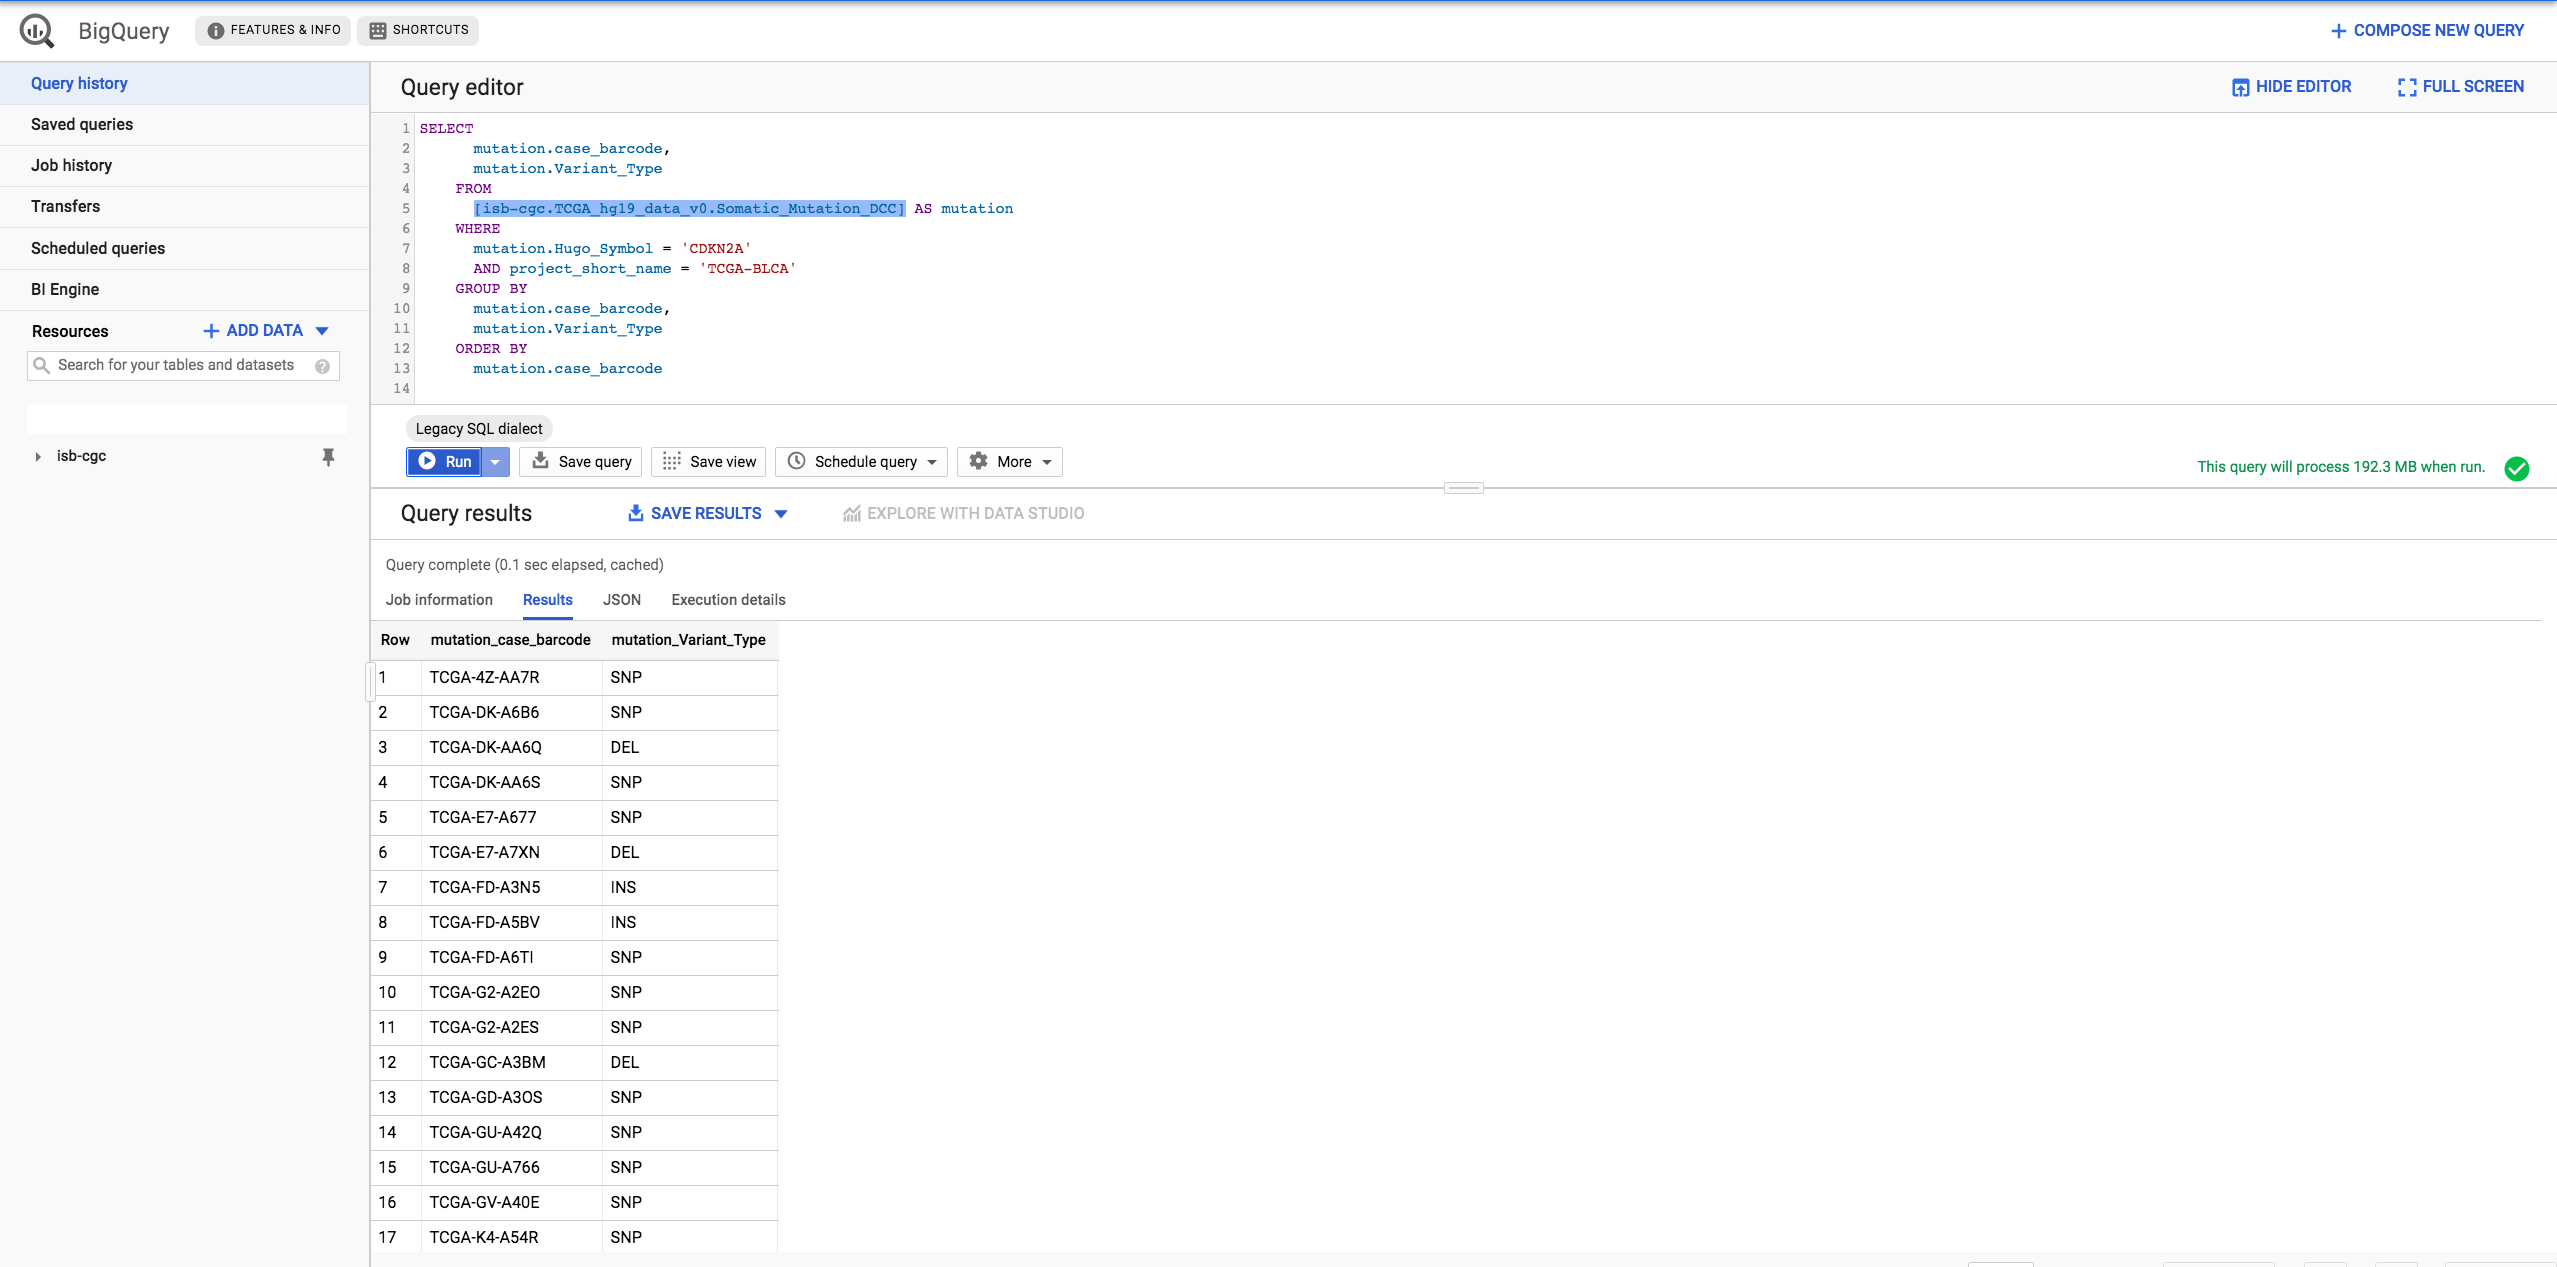 BigQuery FEATURES & INFO SHORTCUTS COMPOSE NEW QUERY
Query history
Saved queries
Job history
Transfers
Scheduled queries
BI Engine
Resources ADD DATA
Search for your tables and datasets
isb-cgc
Query editor HIDE EDITOR FULL SCREEN
1 SELECT
2 mutation.case_barcode,
3 mutation.Variant_Type
4 FROM
5 [isb-cgc.TCGA_hg19_data_v0.Somatic_Mutation_DCC] AS mutation
6 WHERE
7 mutation.Hugo_Symbol = 'CDKN2A'
8 AND project_short_name = 'TCGA-BLCA'
9 GROUP BY
10 mutation.case_barcode,
11 mutation.Variant_Type
12 ORDER BY
13 mutation.case_barcode
14
Legacy SQL dialect
Run Save query Save view Schedule query More This query will process 192.3 MB when run.
Query results SAVE RESULTS EXPLORE WITH DATA STUDIO
Query complete (0.1 sec elapsed, cached)
Job information Results JSON Execution details
Row mutation_case_barcode mutation_Variant_Type
1 TCGA-4Z-AA7R SNP
2 TCGA-DK-A6B6 SNP
3 TCGA-DK-AA6Q DEL
4 TCGA-DK-AA6S SNP
5 TCGA-E7-A677 SNP
6 TCGA-E7-A7XN DEL
7 TCGA-FD-A3N5 INS
8 TCGA-FD-A5BV INS
9 TCGA-FD-A6TI SNP
10 TCGA-G2-A2EO SNP
11 TCGA-G2-A2ES SNP
12 TCGA-GC-A3BM DEL
13 TCGA-GD-A3OS SNP
14 TCGA-GU-A42Q SNP
15 TCGA-GU-A766 SNP
16 TCGA-GV-A40E SNP
17 TCGA-K4-A54R SNP